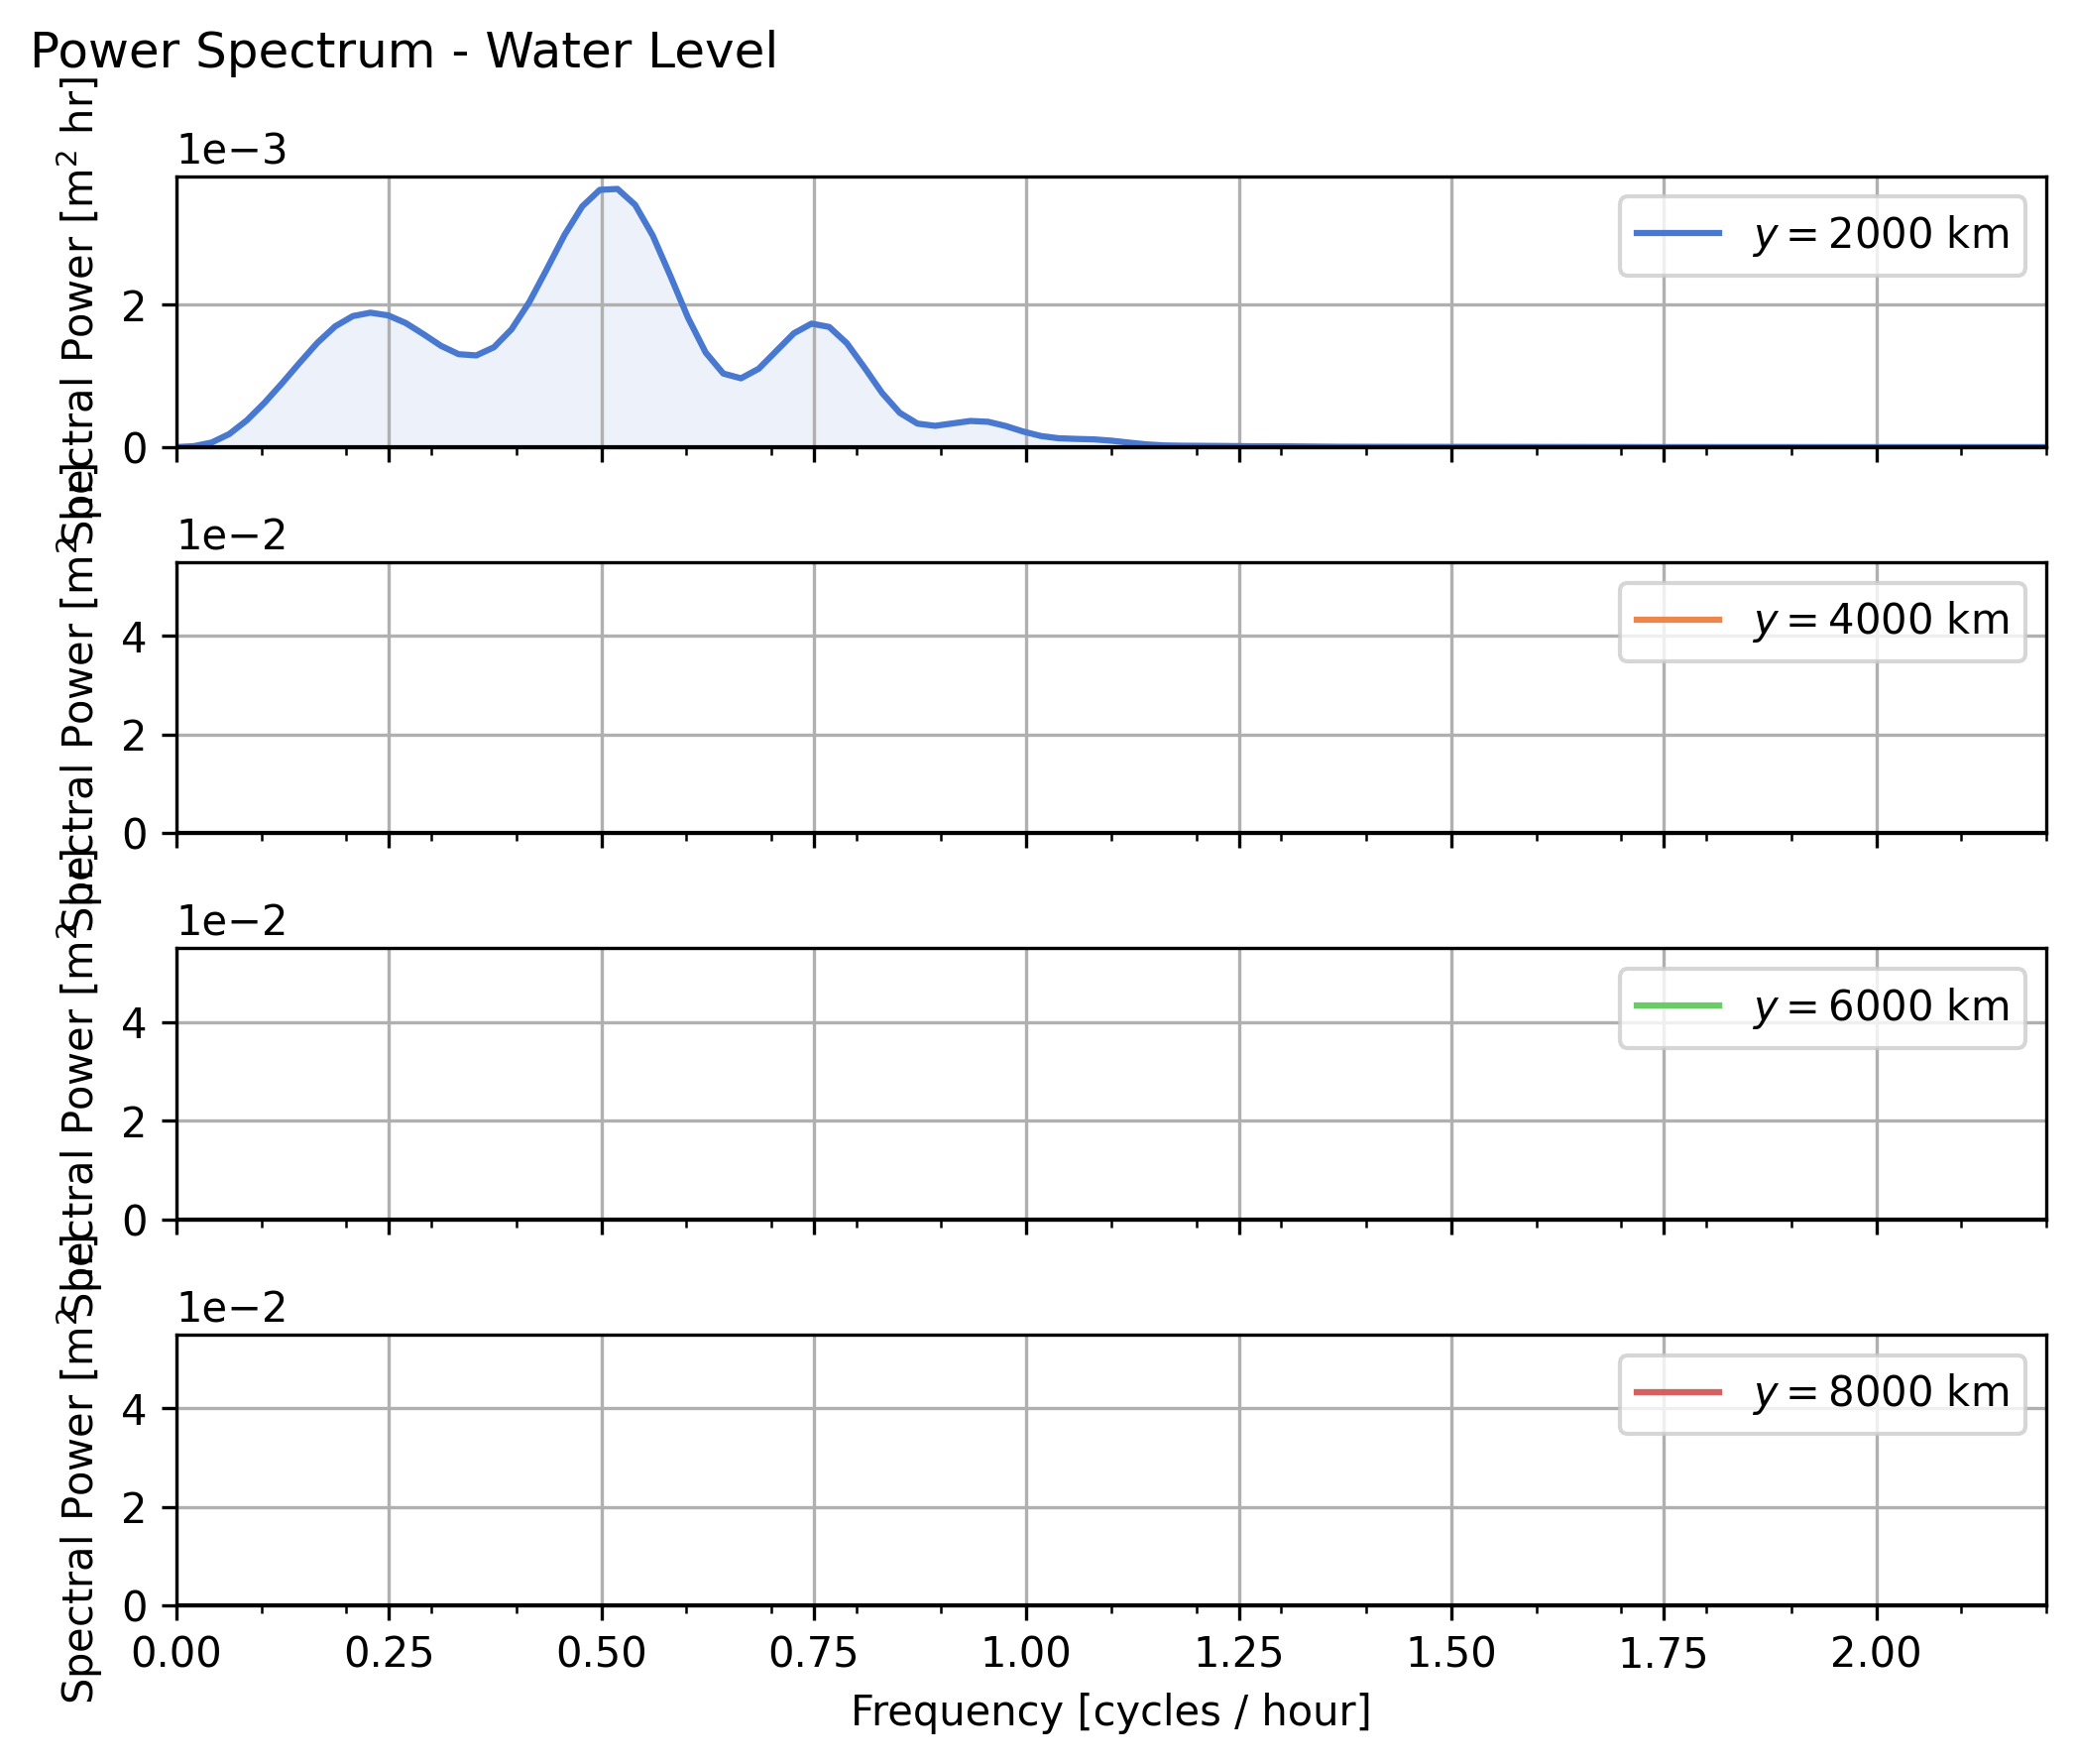 Power Spectrum - Water Level
Spectral Power [m² hr]
1e−3
2
0
y = 2000 km
Spectral Power [m² hr]
1e−2
4
2
0
y = 4000 km
Spectral Power [m² hr]
1e−2
4
2
0
y = 6000 km
Spectral Power [m² hr]
1e−2
4
2
0
y = 8000 km
0.00 0.25 0.50 0.75 1.00 1.25 1.50 1.75 2.00
Frequency [cycles / hour]